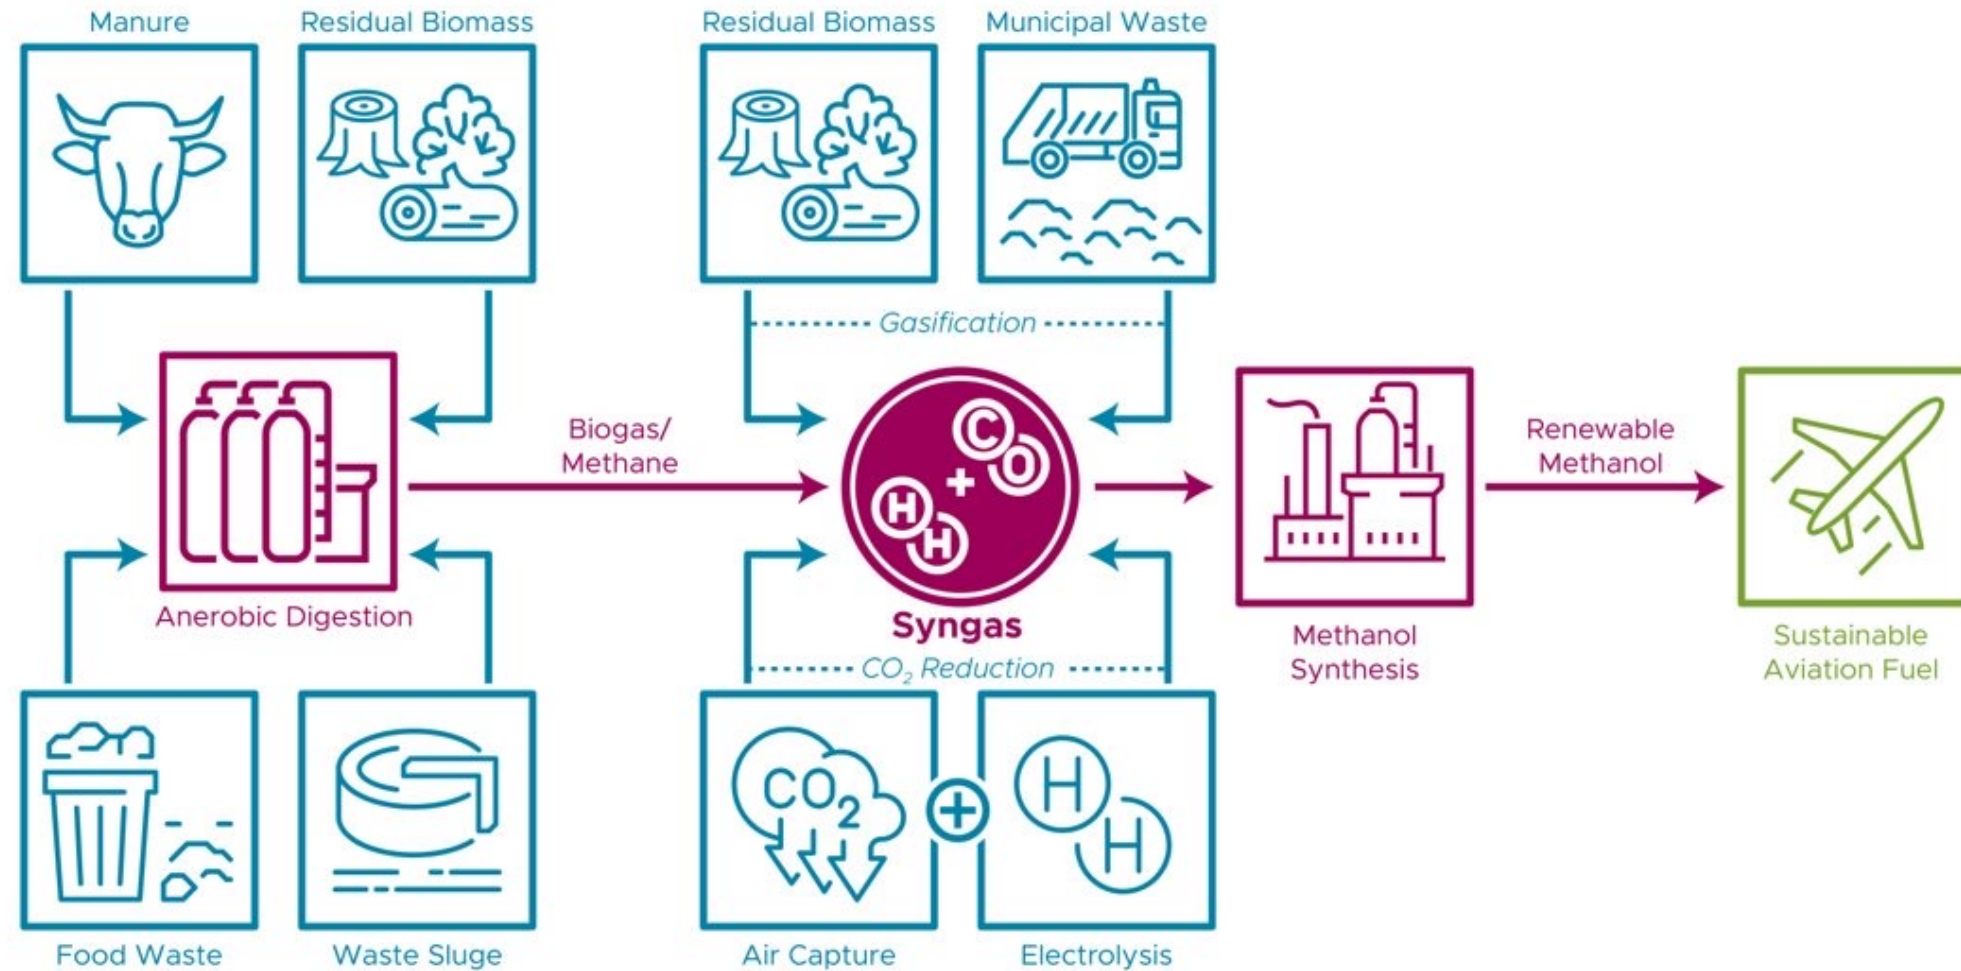 Manure
Residual Biomass
Residual Biomass
Municipal Waste
Gasification
Biogas/
Methane
C
O
+
H
H
Renewable
Methanol
Anerobic Digestion
Syngas
Methanol
Synthesis
Sustainable
Aviation Fuel
CO₂ Reduction
CO₂
+
H
H
Food Waste
Waste Sluge
Air Capture
Electrolysis